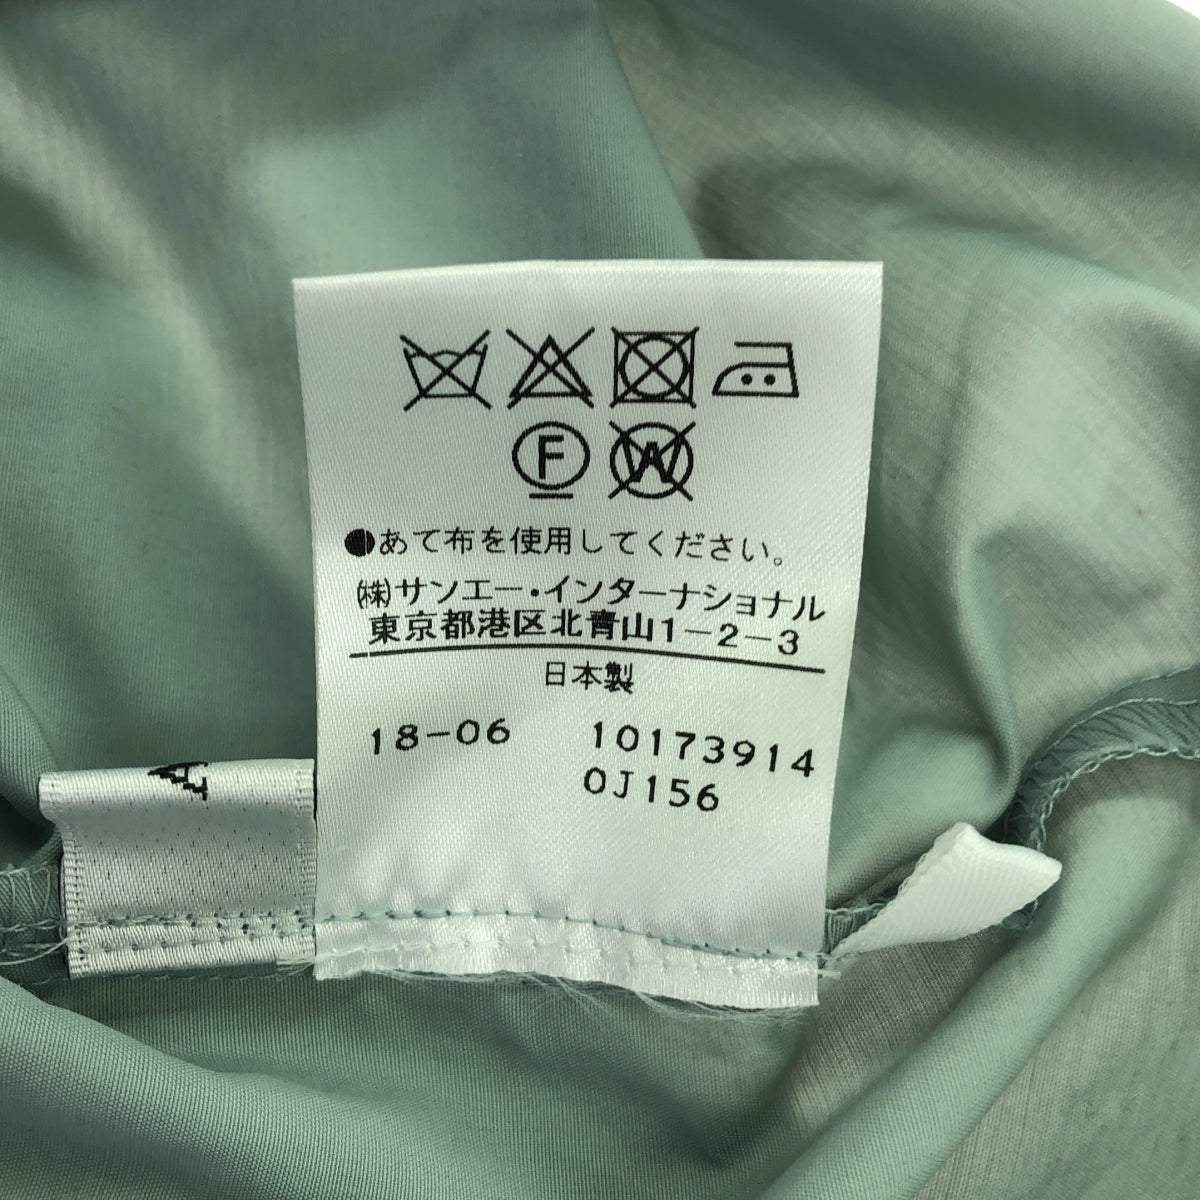 F W
●あて布を使用してください。
㈱サンエー・インターナショナル
東京都港区北青山1-2-3
日本製
18-06 10173914
0J156
A